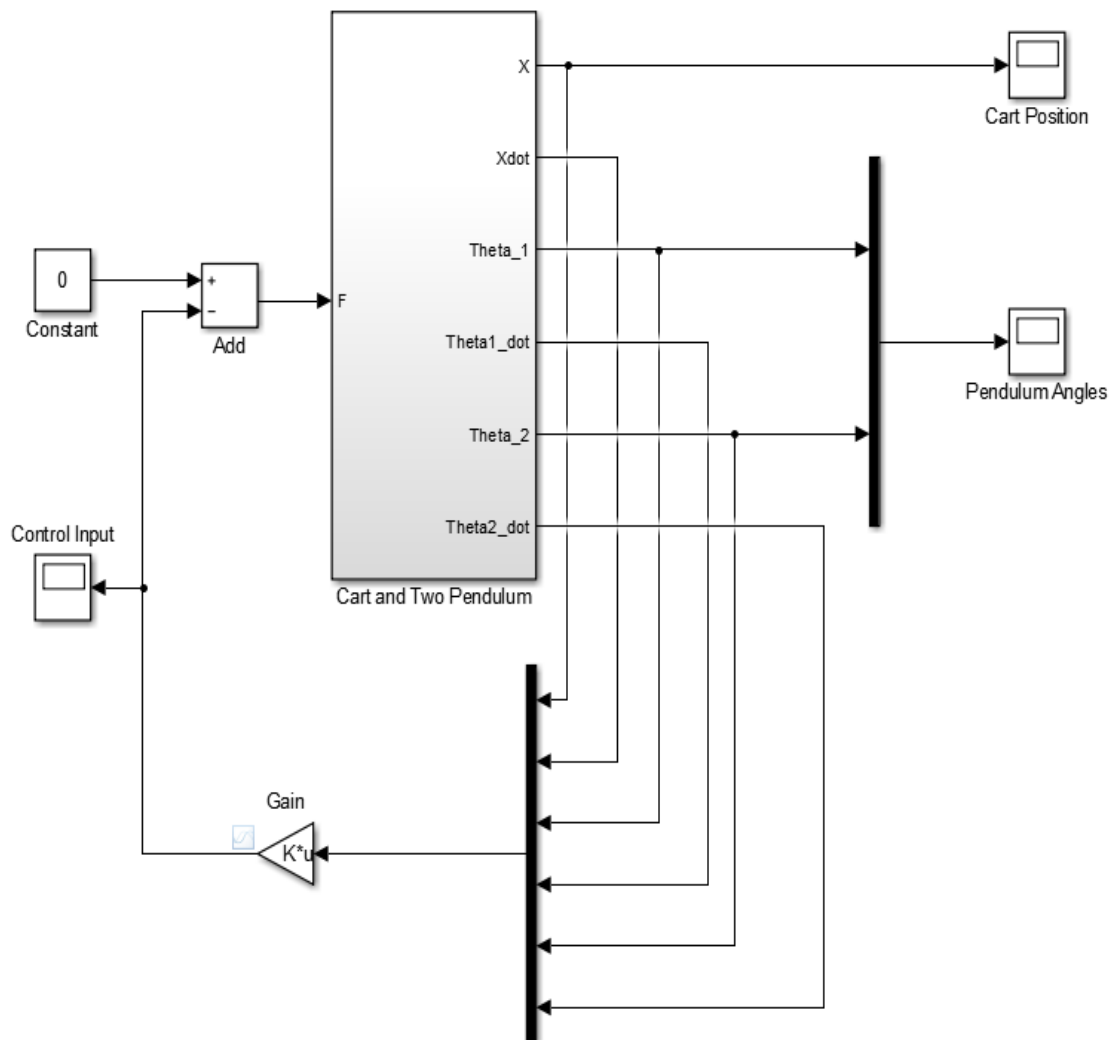 X
Cart Position
Xdot
Theta_1
0
+
F
−
Constant
Add
Theta1_dot
Pendulum Angles
Theta_2
Theta2_dot
Control Input
Cart and Two Pendulum
Gain
K*u